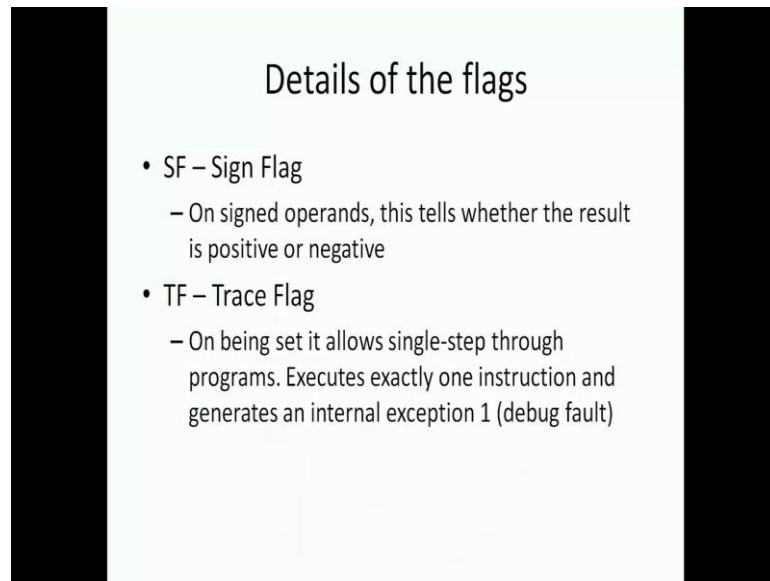 Details of the flags
• SF – Sign Flag
– On signed operands, this tells whether the result
is positive or negative
• TF – Trace Flag
– On being set it allows single-step through
programs. Executes exactly one instruction and
generates an internal exception 1 (debug fault)